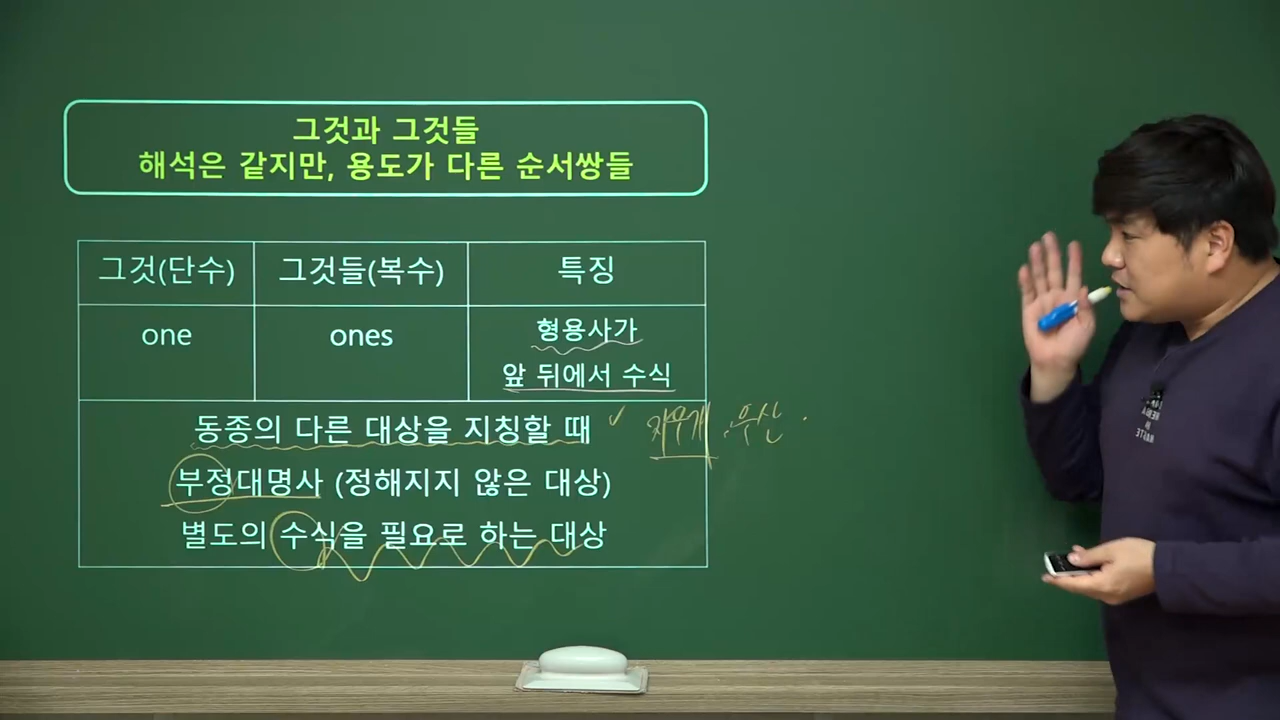 그것과 그것들
해석은 같지만, 용도가 다른 순서쌍들
그것(단수) 그것들(복수) 특징
one ones 형용사가
앞 뒤에서 수식
동종의 다른 대상을 지칭할 때 ✓ 지우개, 우산.
부정대명사 (정해지지 않은 대상)
별도의 수식을 필요로 하는 대상